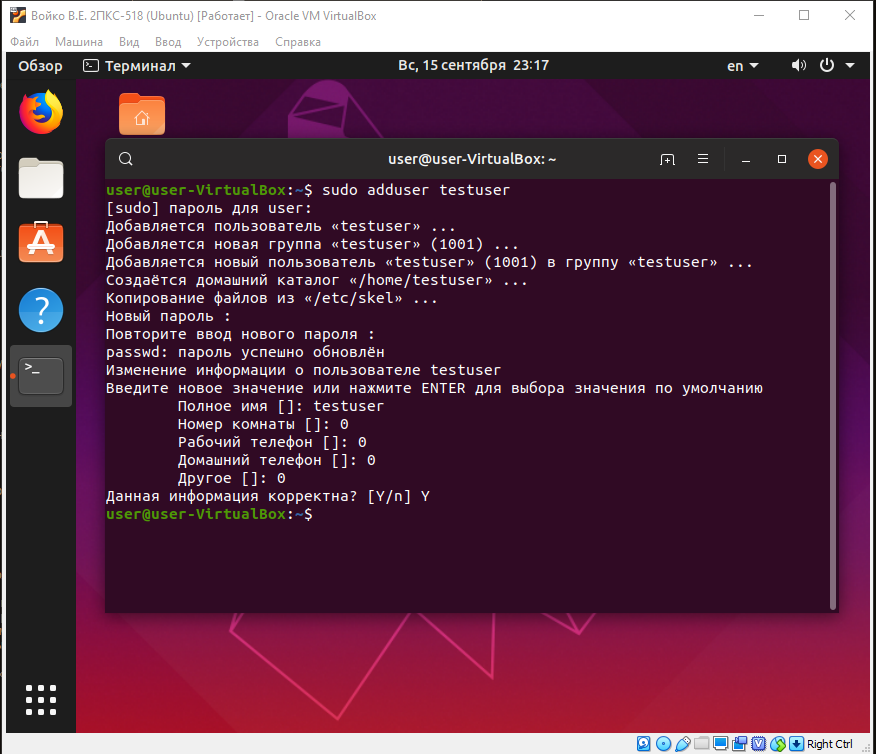 Войко В.Е. 2ПКС-518 (Ubuntu) [Работает] - Oracle VM VirtualBox
Файл Машина Вид Ввод Устройства Справка
Обзор Терминал Вс, 15 сентября 23:17 en
user@user-VirtualBox: ~
user@user-VirtualBox:~$ sudo adduser testuser
[sudo] пароль для user:
Добавляется пользователь «testuser» ...
Добавляется новая группа «testuser» (1001) ...
Добавляется новый пользователь «testuser» (1001) в группу «testuser» ...
Создаётся домашний каталог «/home/testuser» ...
Копирование файлов из «/etc/skel» ...
Новый пароль :
Повторите ввод нового пароля :
passwd: пароль успешно обновлён
Изменение информации о пользователе testuser
Введите новое значение или нажмите ENTER для выбора значения по умолчанию
Полное имя []: testuser
Номер комнаты []: 0
Рабочий телефон []: 0
Домашний телефон []: 0
Другое []: 0
Данная информация корректна? [Y/n] Y
user@user-VirtualBox:~$
Right Ctrl